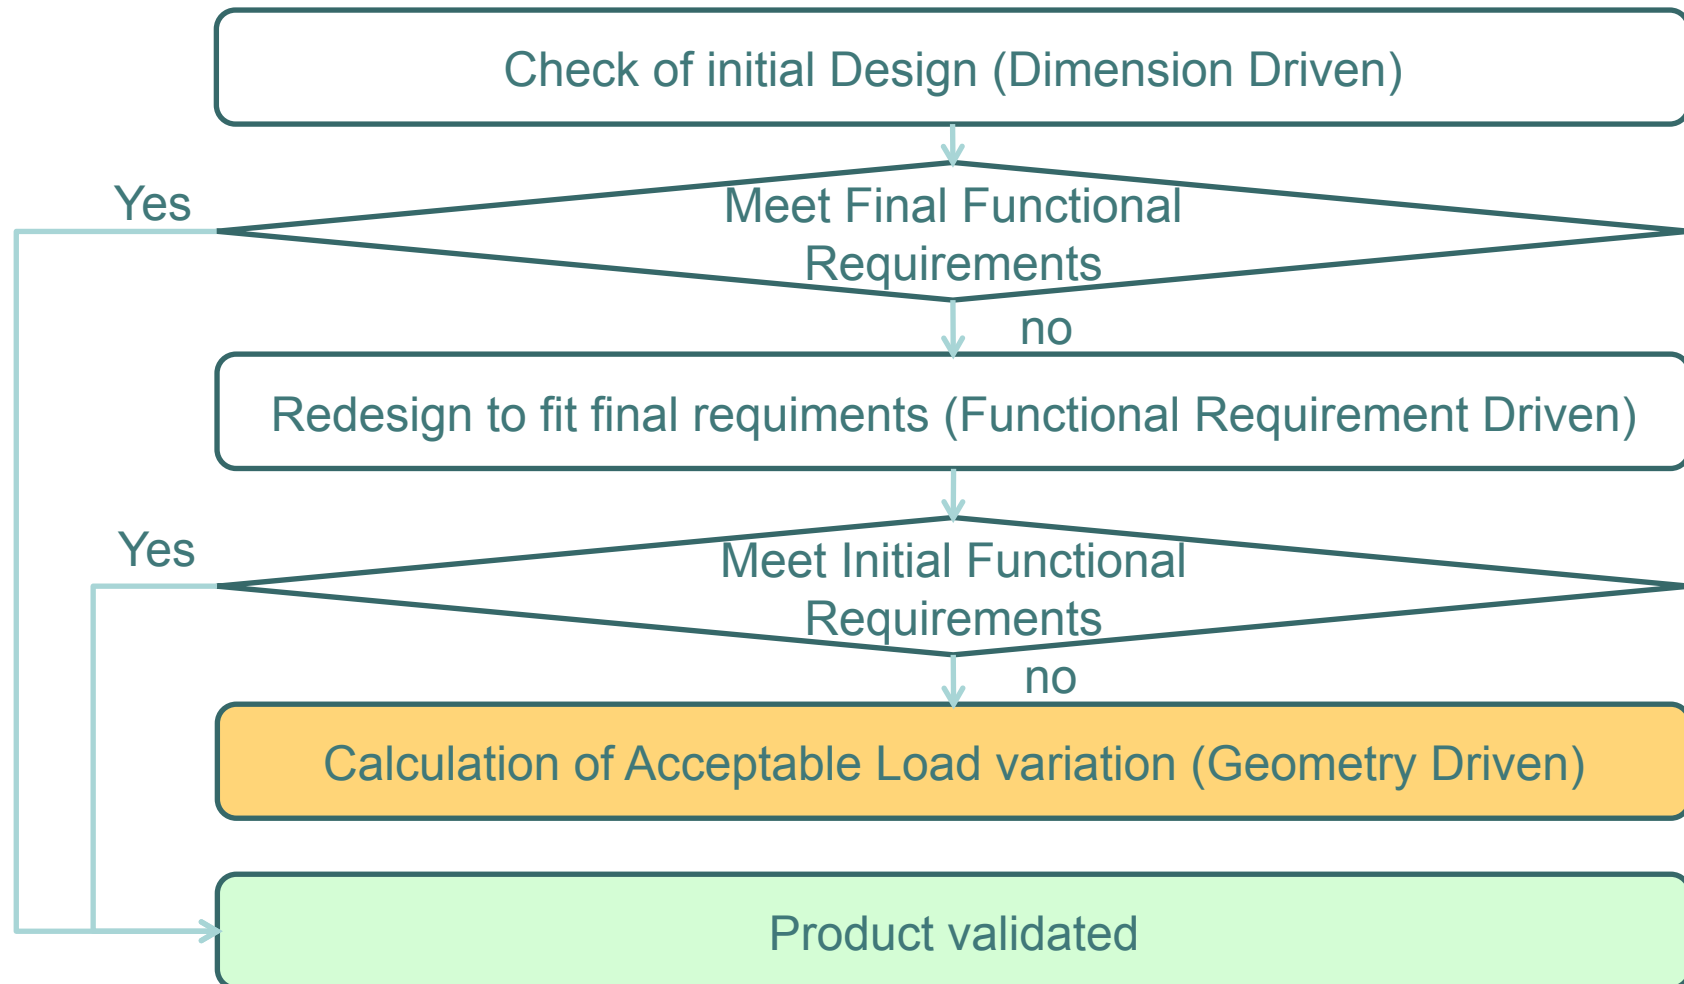 Check of initial Design (Dimension Driven)
Yes
Meet Final Functional
Requirements
no
Redesign to fit final requiments (Functional Requirement Driven)
Yes
Meet Initial Functional
Requirements
no
Calculation of Acceptable Load variation (Geometry Driven)
Product validated